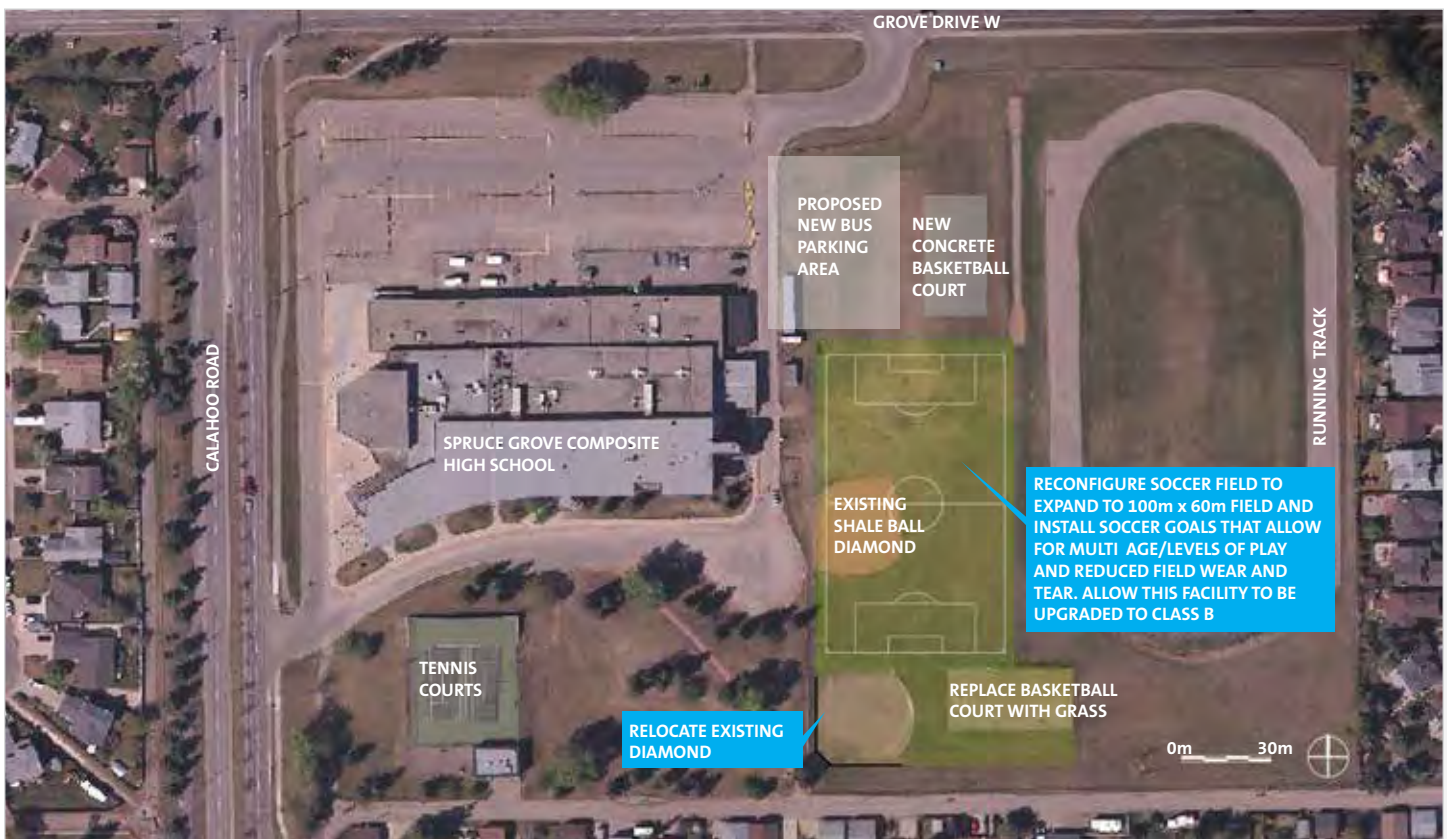 GROVE DRIVE W
PROPOSED
NEW BUS
PARKING
AREA
NEW
CONCRETE
BASKETBALL
COURT
CALAHOO ROAD
RUNNING TRACK
SPRUCE GROVE COMPOSITE
HIGH SCHOOL
EXISTING
SHALE BALL
DIAMOND
RECONFIGURE SOCCER FIELD TO
EXPAND TO 100m x 60m FIELD AND
INSTALL SOCCER GOALS THAT ALLOW
FOR MULTI AGE/LEVELS OF PLAY
AND REDUCED FIELD WEAR AND
TEAR. ALLOW THIS FACILITY TO BE
UPGRADED TO CLASS B
TENNIS
COURTS
REPLACE BASKETBALL
COURT WITH GRASS
RELOCATE EXISTING
DIAMOND
0m 30m